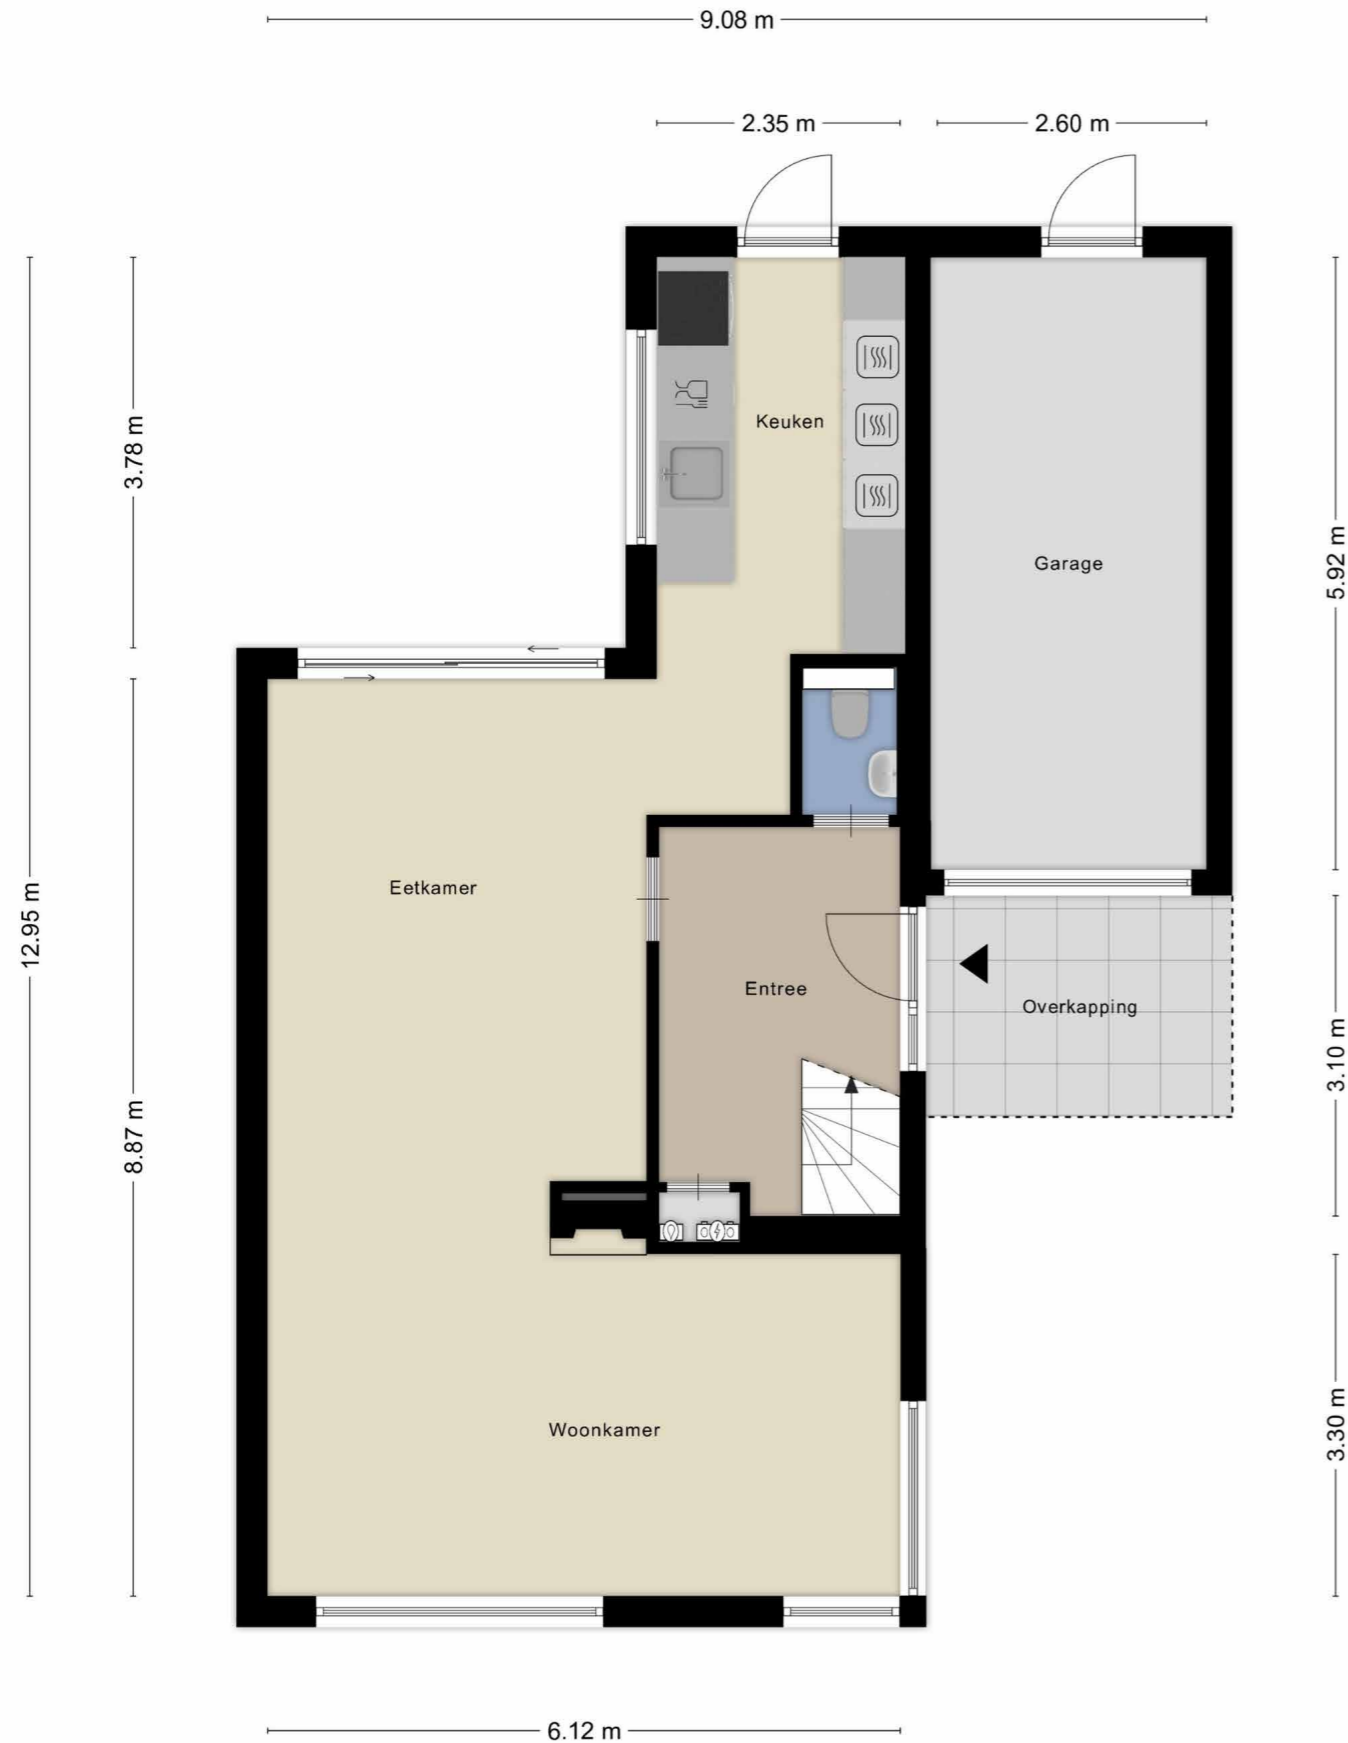 9.08 m
2.35 m
2.60 m
3.78 m
Keuken
5.92 m
Garage
12.95 m
Eetkamer
Entree
Overkapping
3.10 m
8.87 m
3.30 m
Woonkamer
6.12 m